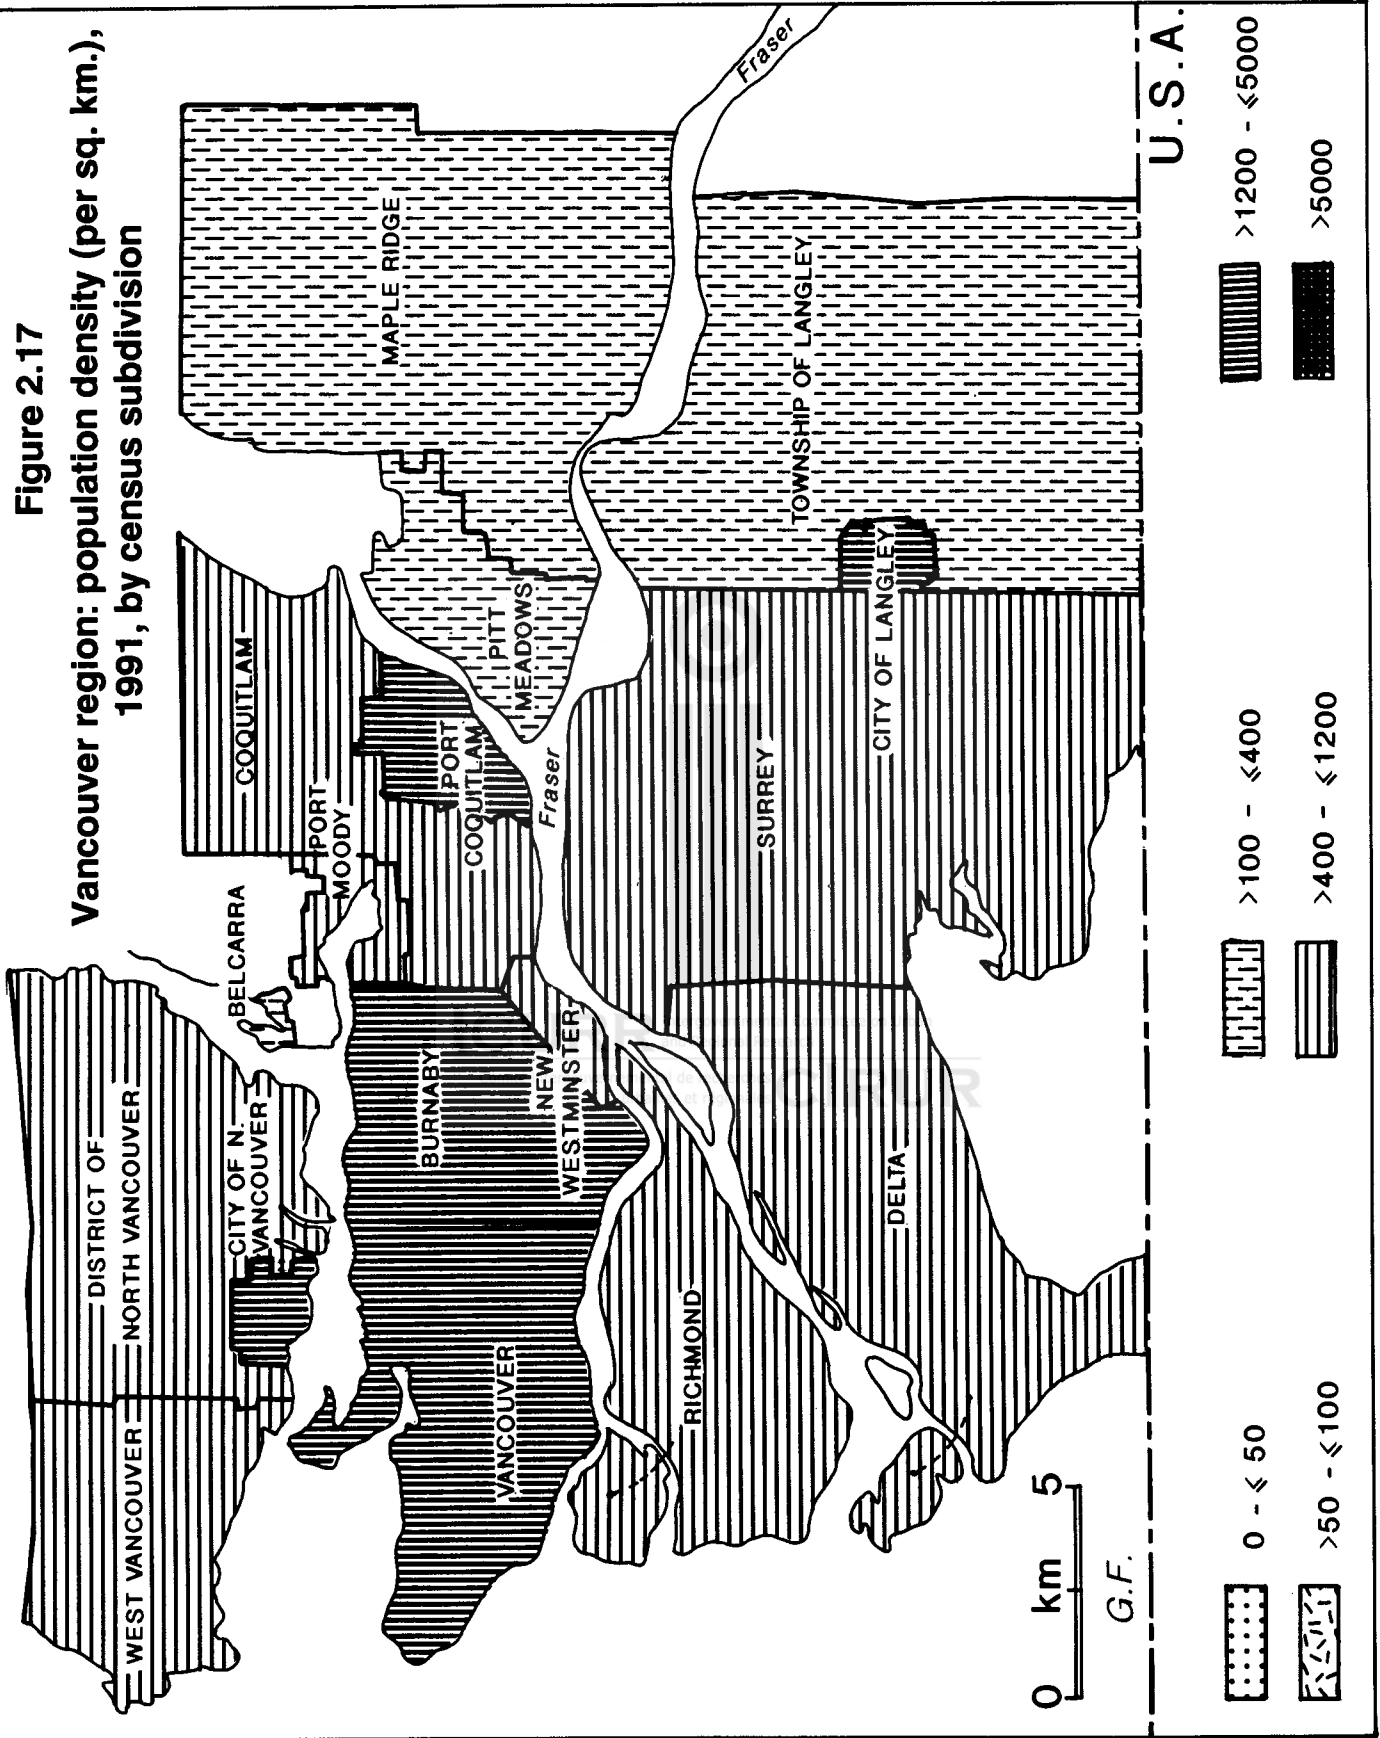 Figure 2.17
Vancouver region: population density (per sq. km.),
1991, by census subdivision
DISTRICT OF
NORTH VANCOUVER
WEST VANCOUVER
CITY OF N.
VANCOUVER
BELCARRA
COQUITLAM
PORT
MOODY
MAPLE RIDGE
BURNABY
PORT
COQUITLAM
PITT
MEADOWS
VANCOUVER
NEW
WESTMINSTER
Fraser
Fraser
RICHMOND
SURREY
TOWNSHIP OF LANGLEY
CITY OF LANGLEY
DELTA
0 km 5
G.F.
U.S.A.
0 - ⩽ 50
>50 - ⩽100
>100 - ⩽400
>400 - ⩽1200
>1200 - ⩽5000
>5000
CIRUR